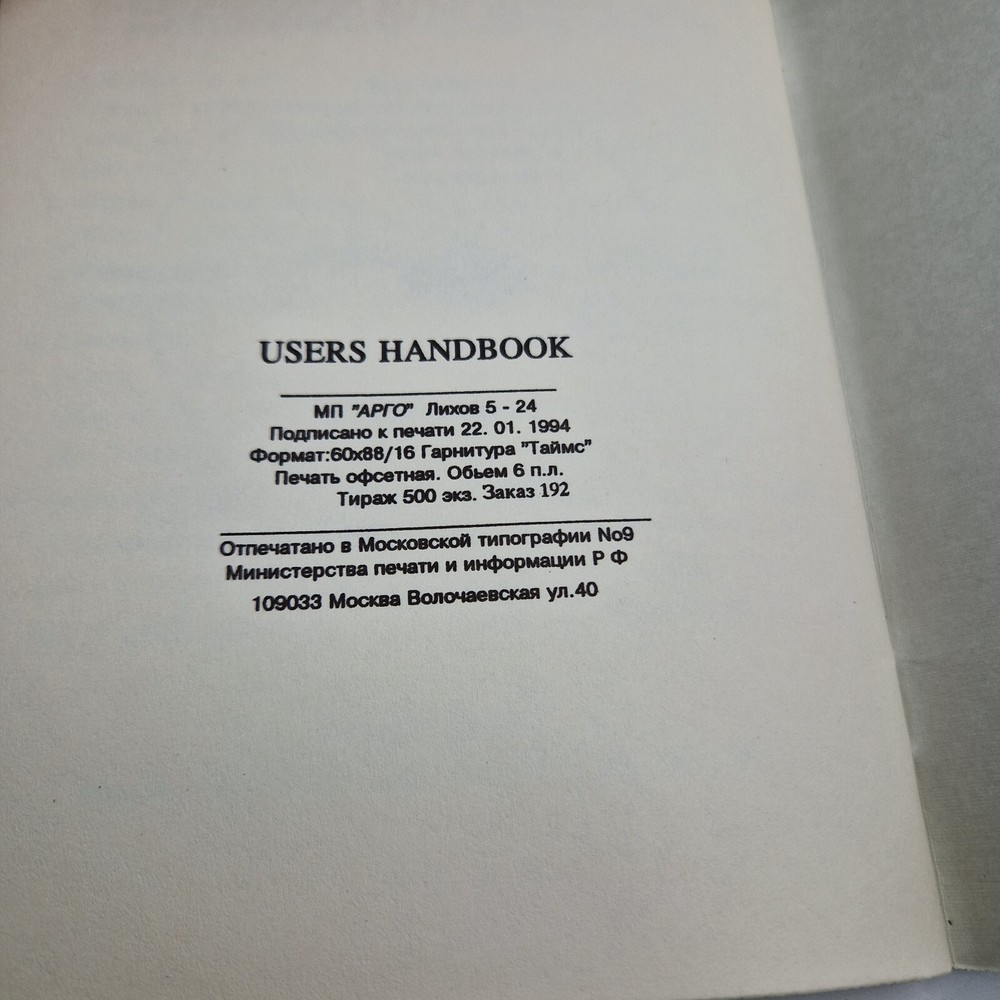 USERS HANDBOOK
МП "АРГО" Лихов 5 - 24
Подписано к печати 22. 01. 1994
Формат:60х88/16 Гарнитура "Таймс"
Печать офсетная. Обьем 6 п.л.
Тираж 500 экз. Заказ 192
Отпечатано в Московской типографии No9
Министерства печати и информации Р Ф
109033 Москва Волочаевская ул.40